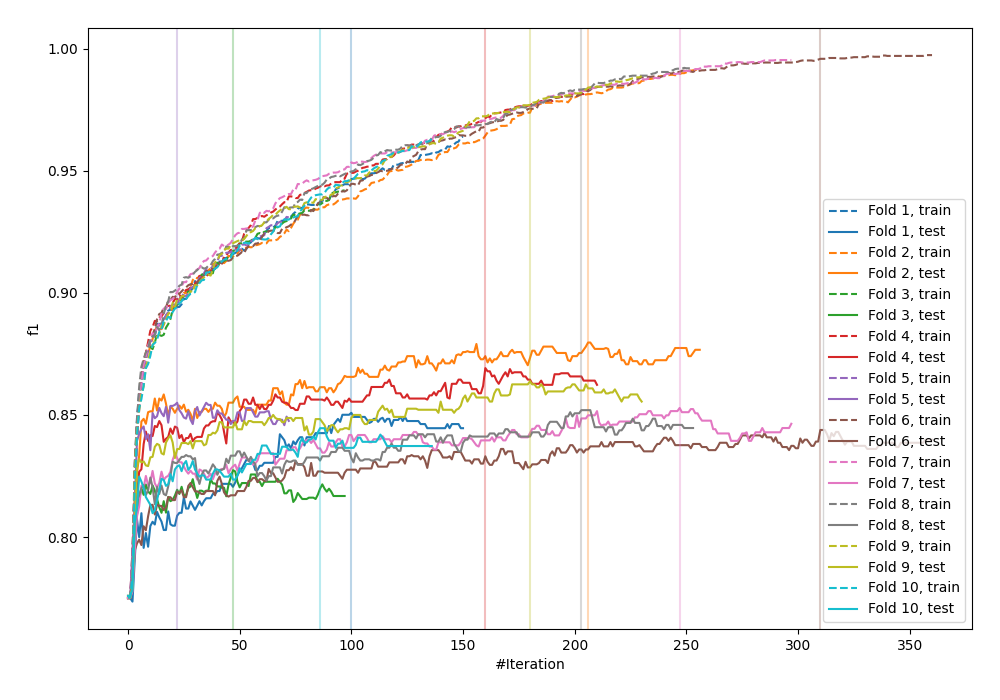 1.00
0.95
0.90
0.85
0.80
f1
0
50
100
150
200
250
300
350
#Iteration
Fold 1, train
Fold 1, test
Fold 2, train
Fold 2, test
Fold 3, train
Fold 3, test
Fold 4, train
Fold 4, test
Fold 5, train
Fold 5, test
Fold 6, train
Fold 6, test
Fold 7, train
Fold 7, test
Fold 8, train
Fold 8, test
Fold 9, train
Fold 9, test
Fold 10, train
Fold 10, test